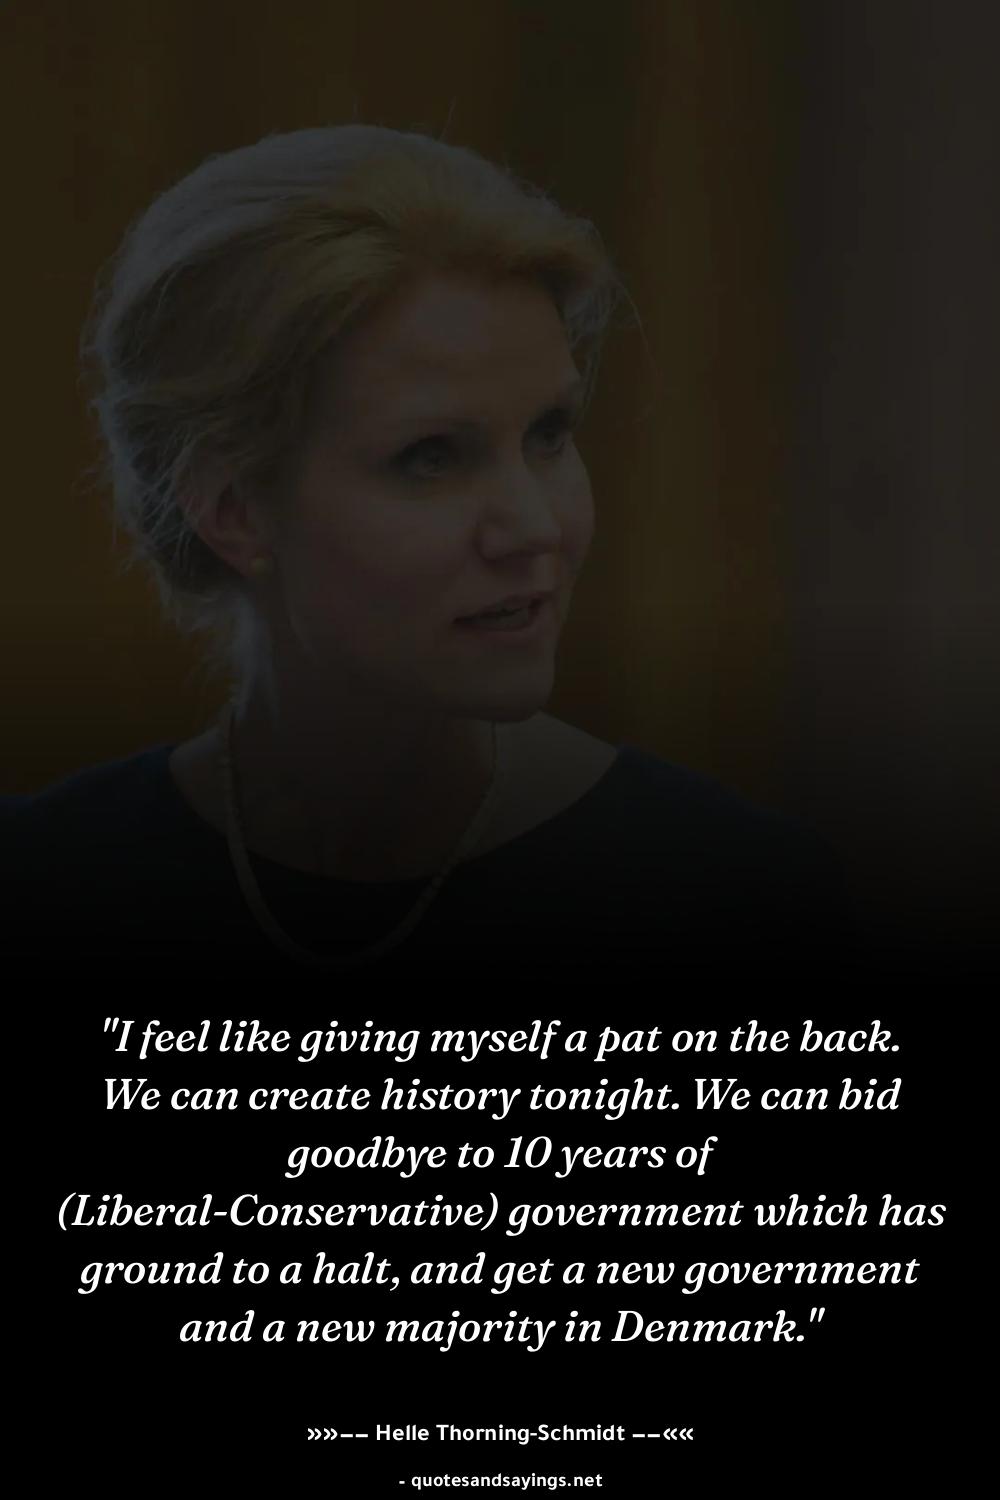 "I feel like giving myself a pat on the back.
We can create history tonight. We can bid
goodbye to 10 years of
(Liberal-Conservative) government which has
ground to a halt, and get a new government
and a new majority in Denmark."
»»−− Helle Thorning-Schmidt −−««
- quotesandsayings.net